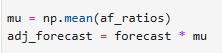 mu = np.mean(af_ratios)
adj_forecast = forecast * mu